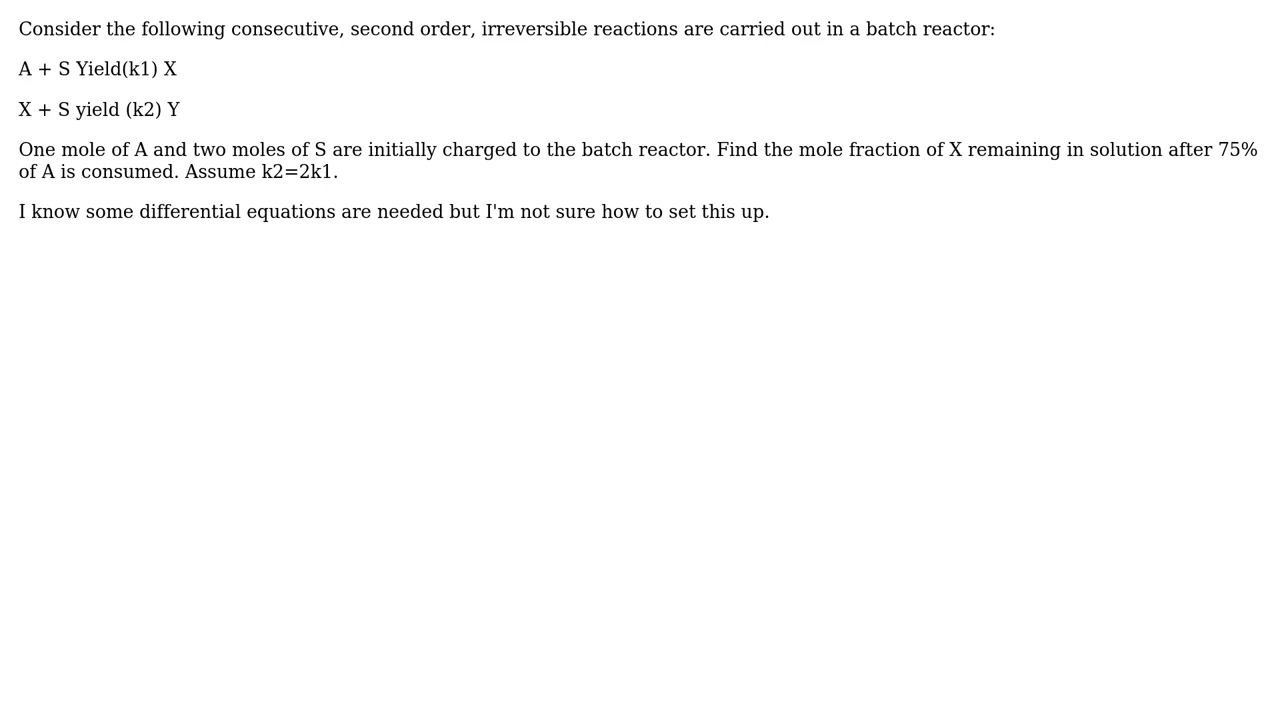 Consider the following consecutive, second order, irreversible reactions are carried out in a batch reactor:
A + S Yield(k1) X
X + S yield (k2) Y
One mole of A and two moles of S are initially charged to the batch reactor. Find the mole fraction of X remaining in solution after 75%
of A is consumed. Assume k2=2k1.
I know some differential equations are needed but I'm not sure how to set this up.